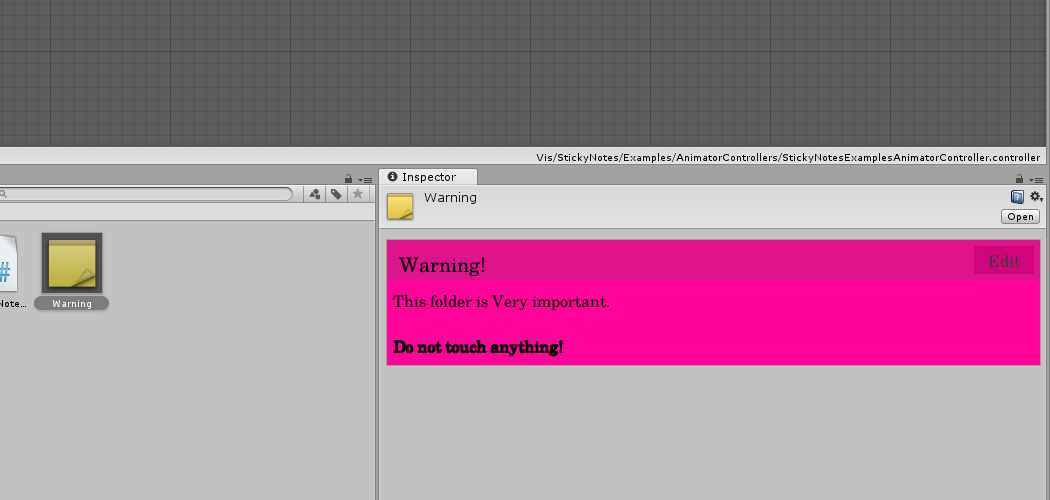 Vis/StickyNotes/Examples/AnimatorControllers/StickyNotesExamplesAnimatorController.controller
Inspector
Warning
Open
Warning!
Edit
This folder is Very important.
Do not touch anything!
#
Note...
Warning